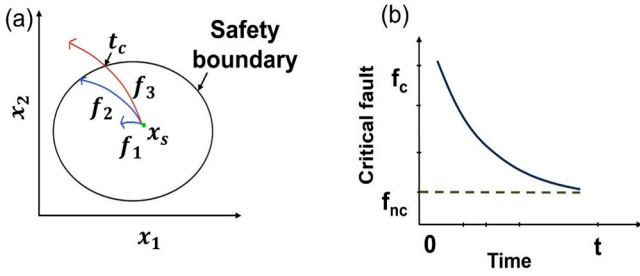 (a)
Safety
boundary
t_c
f_3
f_2
x_s
f_1
x_2
x_1
(b)
f_c
Critical fault
f_nc
0
t
Time